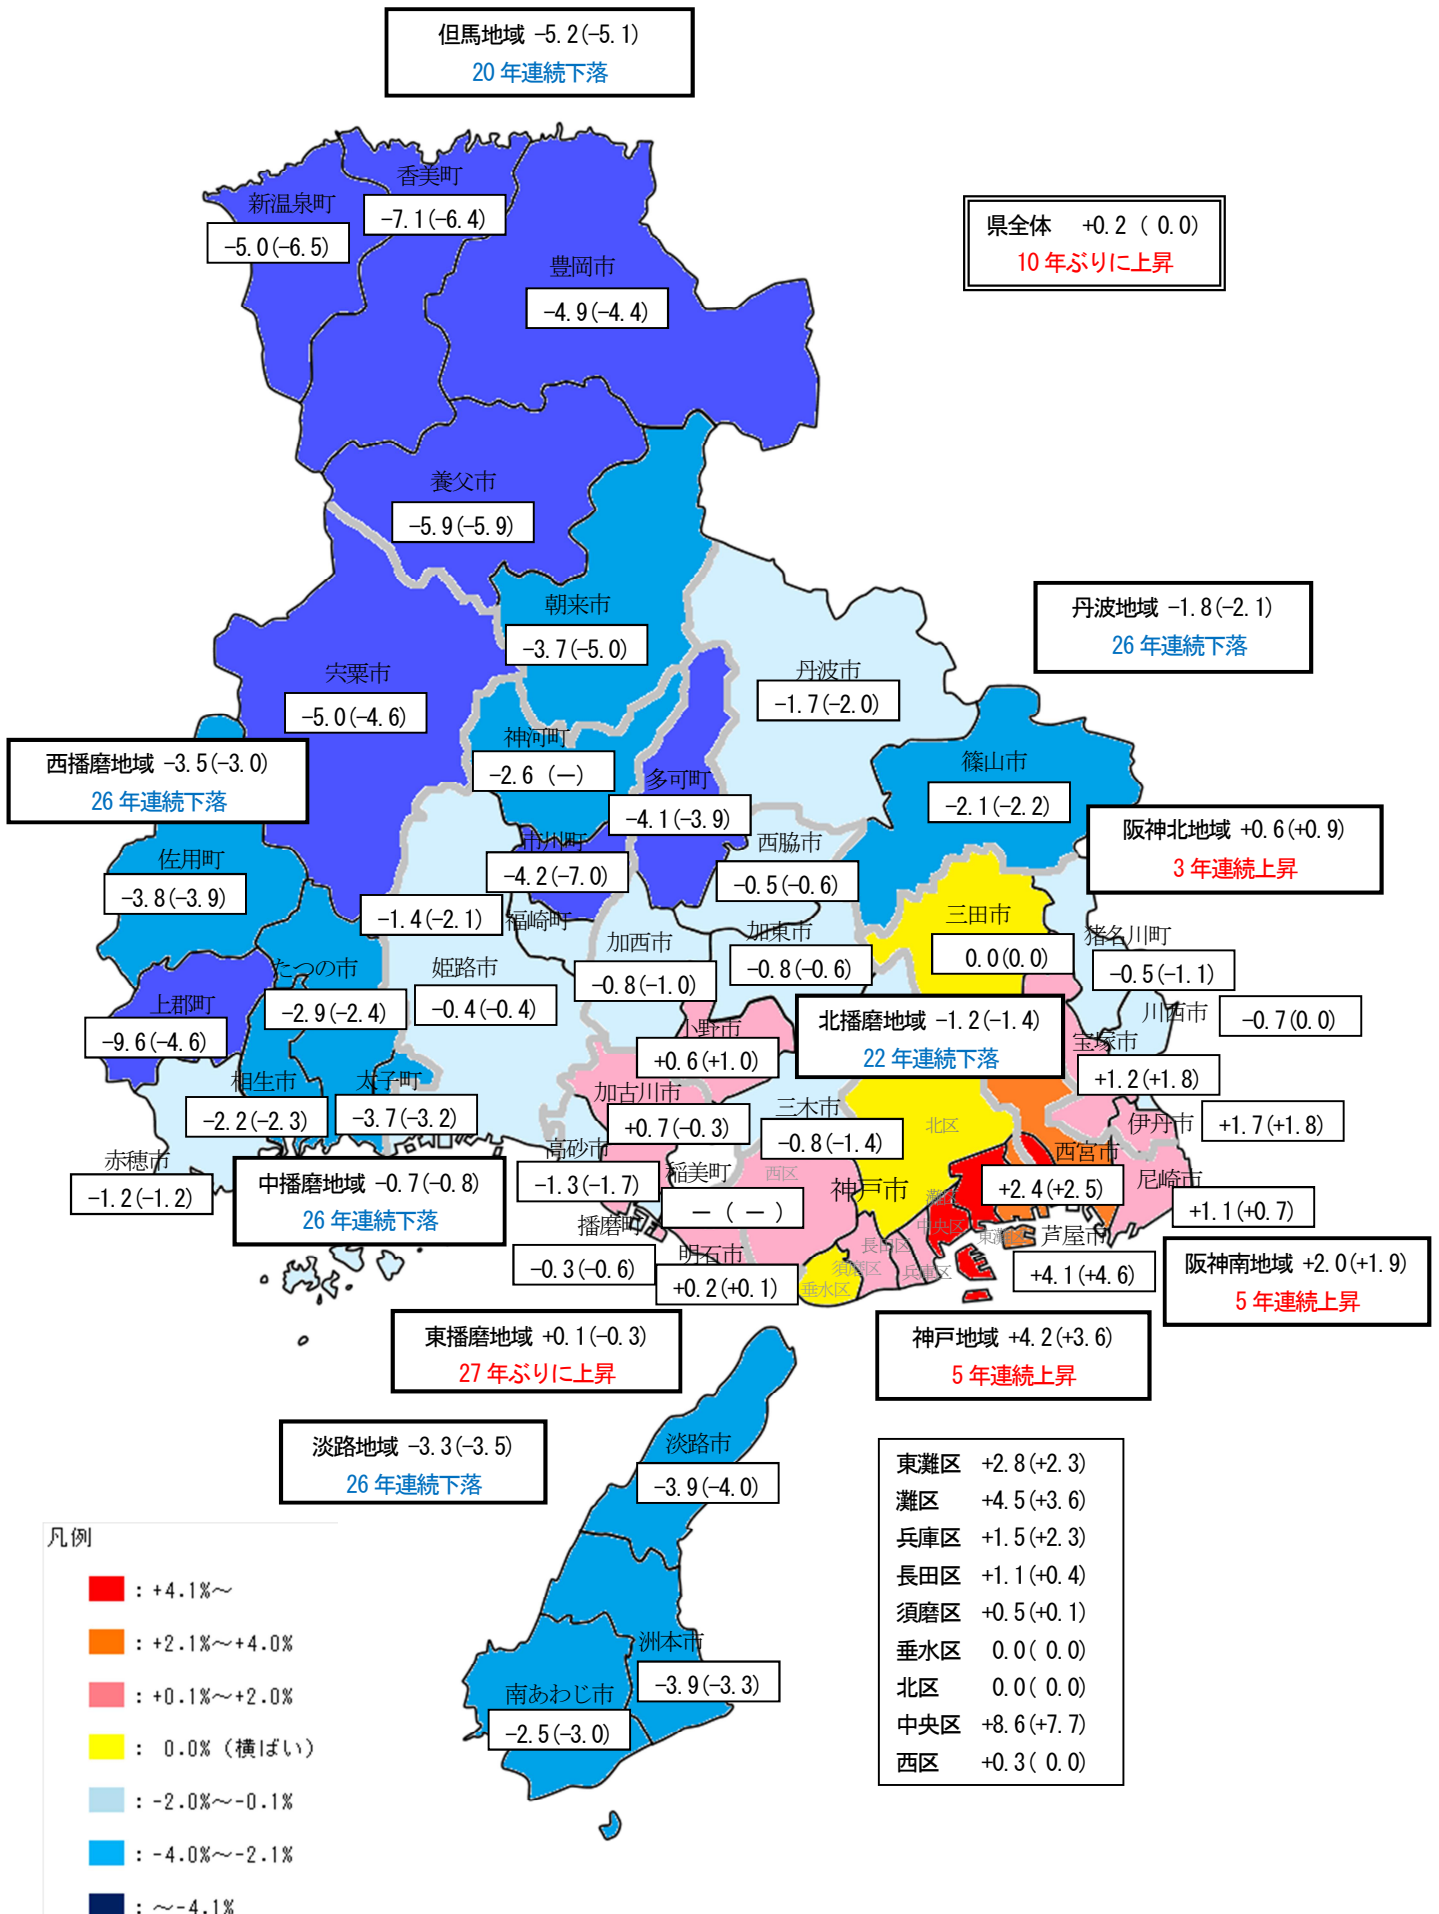 但馬地域 -5.2(-5.1)
20年連続下落
香美町
-7.1(-6.4)
新温泉町
-5.0(-6.5)
県全体 +0.2 ( 0.0)
10年ぶりに上昇
豊岡市
-4.9(-4.4)
養父市
-5.9(-5.9)
朝来市
-3.7(-5.0)
丹波地域 -1.8(-2.1)
26年連続下落
宍粟市
-5.0(-4.6)
丹波市
-1.7(-2.0)
西播磨地域 -3.5(-3.0)
26年連続下落
神河町
-2.6 (—)
多可町
-4.1(-3.9)
篠山市
-2.1(-2.2)
阪神北地域 +0.6(+0.9)
3年連続上昇
佐用町
-3.8(-3.9)
市川町
-4.2(-7.0)
西脇市
-0.5(-0.6)
-1.4(-2.1)
福崎町
三田市
0.0(0.0)
加西市
-0.8(-1.0)
加東市
-0.8(-0.6)
猪名川町
-0.5(-1.1)
たつの市
-2.9(-2.4)
姫路市
-0.4(-0.4)
上郡町
-9.6(-4.6)
川西市
-0.7(0.0)
小野市
+0.6(+1.0)
北播磨地域 -1.2(-1.4)
22年連続下落
宝塚市
+1.2(+1.8)
相生市
-2.2(-2.3)
太子町
-3.7(-3.2)
加古川市
+0.7(-0.3)
三木市
-0.8(-1.4)
北区
伊丹市
+1.7(+1.8)
赤穂市
-1.2(-1.2)
中播磨地域 -0.7(-0.8)
26年連続下落
高砂市
-1.3(-1.7)
稲美町
— ( — )
西区
神戸市
西宮市
+2.4(+2.5)
尼崎市
+1.1(+0.7)
灘区
中央区
東灘区
芦屋市
+4.1(+4.6)
播磨町
-0.3(-0.6)
明石市
+0.2(+0.1)
長田区
須磨区
兵庫区
垂水区
阪神南地域 +2.0(+1.9)
5年連続上昇
東播磨地域 +0.1(-0.3)
27年ぶりに上昇
神戸地域 +4.2(+3.6)
5年連続上昇
淡路地域 -3.3(-3.5)
26年連続下落
淡路市
-3.9(-4.0)
洲本市
-3.9(-3.3)
南あわじ市
-2.5(-3.0)
東灘区 +2.8(+2.3)
灘区 +4.5(+3.6)
兵庫区 +1.5(+2.3)
長田区 +1.1(+0.4)
須磨区 +0.5(+0.1)
垂水区 0.0( 0.0)
北区 0.0( 0.0)
中央区 +8.6(+7.7)
西区 +0.3( 0.0)
凡例
：+4.1%～
：+2.1%～+4.0%
：+0.1%～+2.0%
： 0.0%（横ばい）
：-2.0%～-0.1%
：-4.0%～-2.1%
：～-4.1%